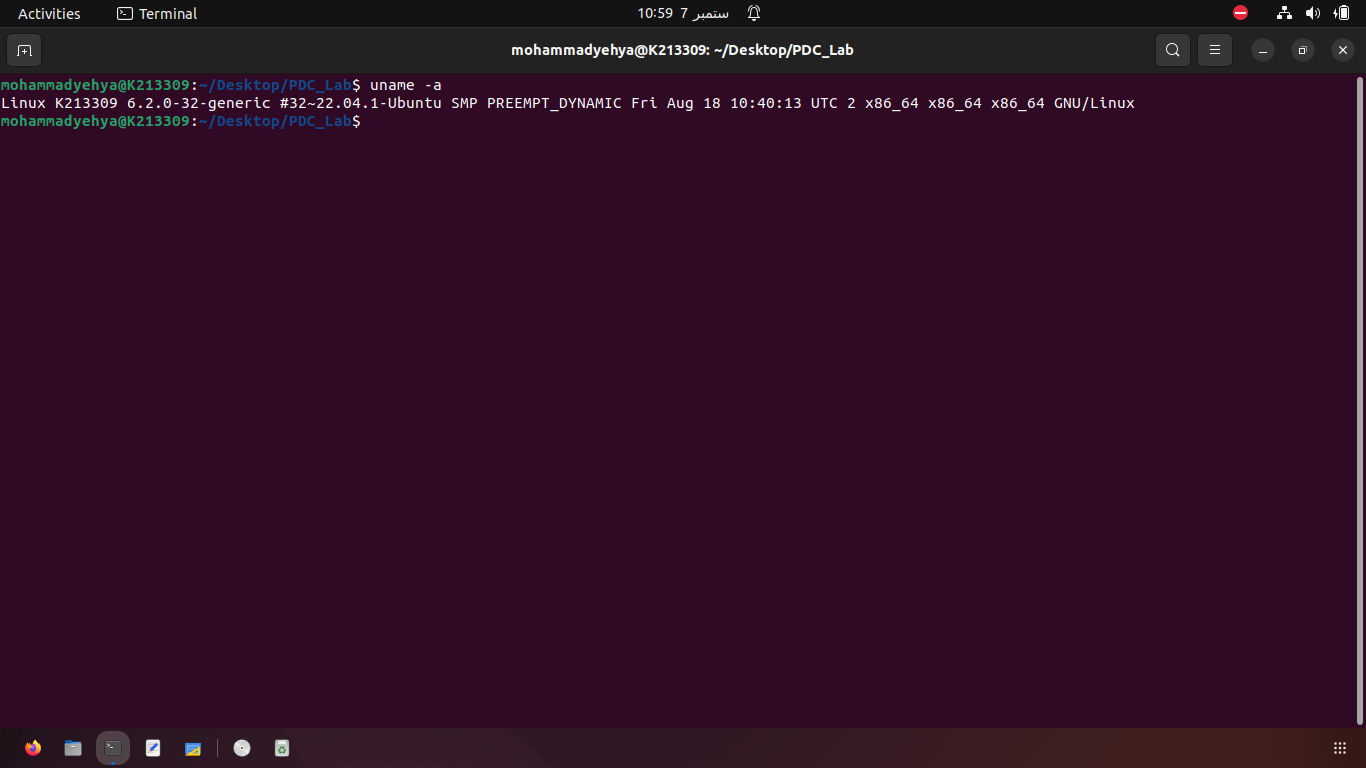 Activities
Terminal
10:59 7 ستمبر
mohammadyehya@K213309: ~/Desktop/PDC_Lab
mohammadyehya@K213309:~/Desktop/PDC_Lab$ uname -a
Linux K213309 6.2.0-32-generic #32~22.04.1-Ubuntu SMP PREEMPT_DYNAMIC Fri Aug 18 10:40:13 UTC 2 x86_64 x86_64 x86_64 GNU/Linux
mohammadyehya@K213309:~/Desktop/PDC_Lab$